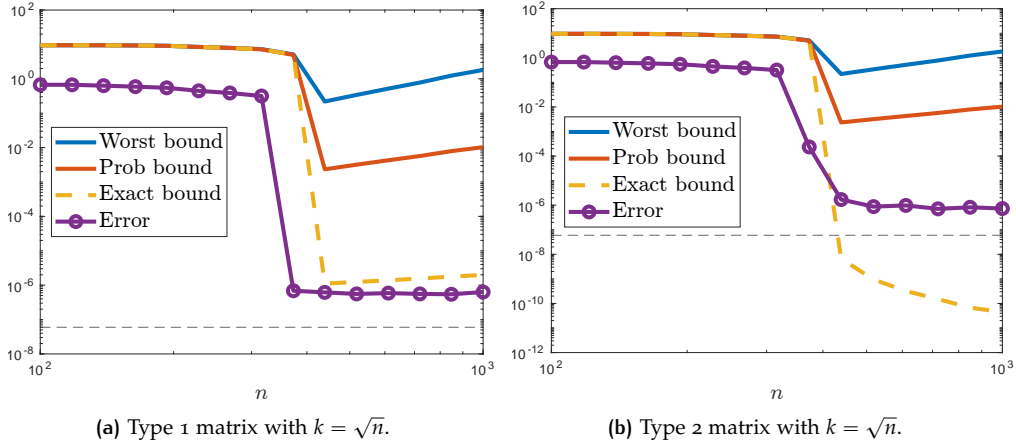 10^2
10^0
10^-2
10^-4
10^-6
10^-8
Worst bound
Prob bound
Exact bound
Error
10^2
10^3
n
(a) Type 1 matrix with k = √n.
10^2
10^0
10^-2
10^-4
10^-6
10^-8
10^-10
10^-12
Worst bound
Prob bound
Exact bound
Error
10^2
10^3
n
(b) Type 2 matrix with k = √n.